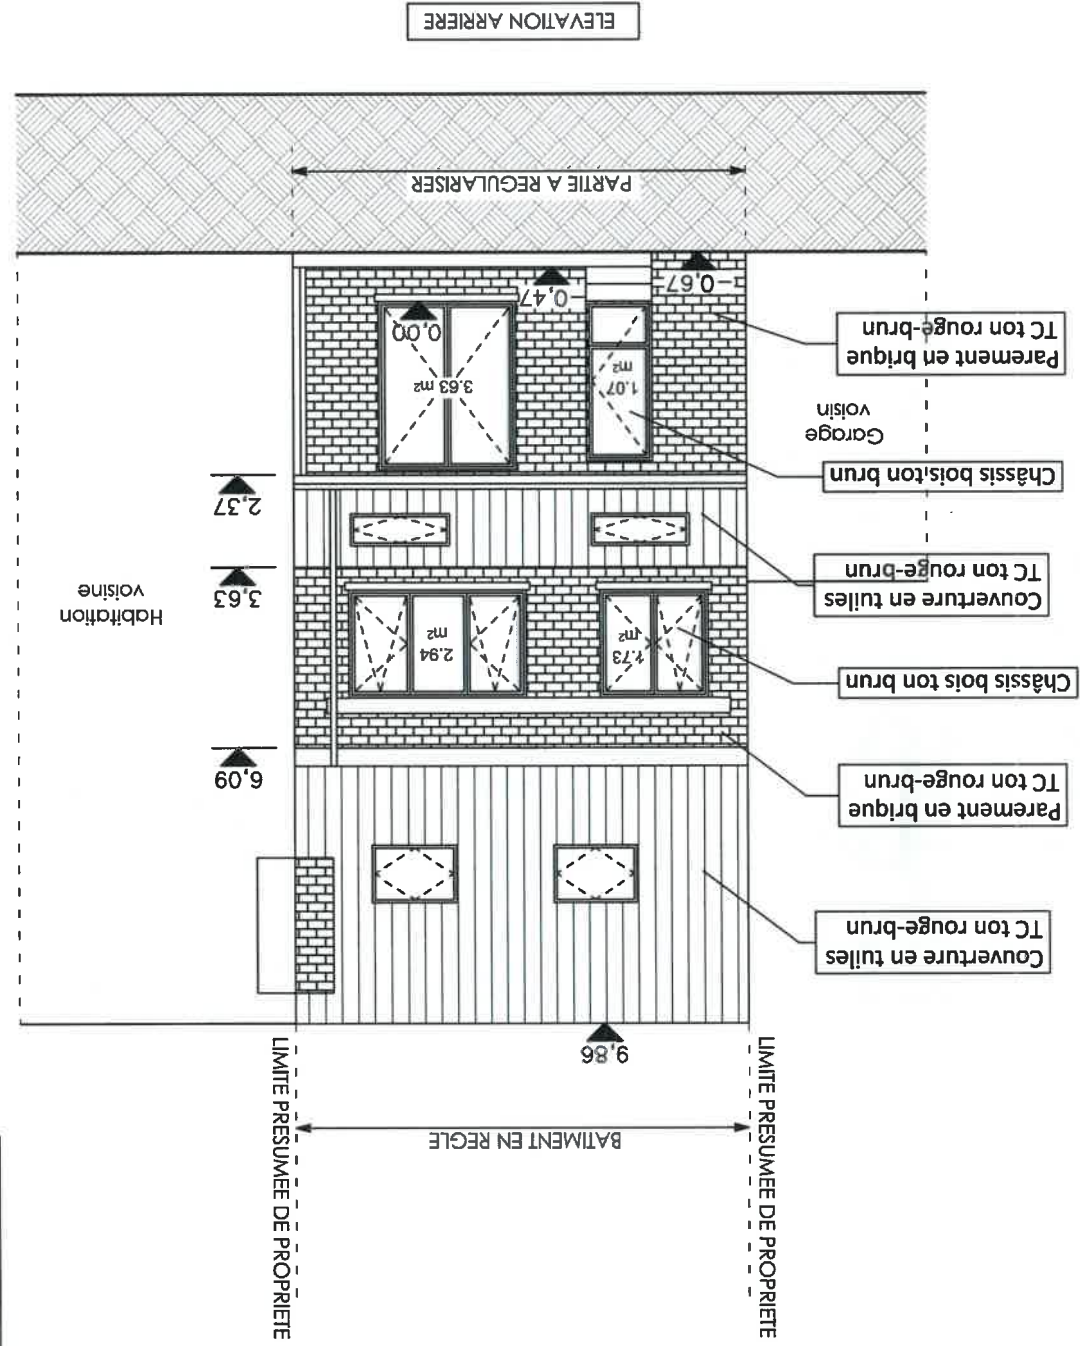 LIMITE PRESUMEE DE PROPRIETE
LIMITE PRESUMEE DE PROPRIETE
BATIMENT EN REGLE
9,86
Couverture en tuiles
TC ton rouge-brun
Parement en brique
TC ton rouge-brun
6,09
Châssis bois ton brun
1.73
m²
2.94
m²
Habitation
voisine
3,63
Couverture en tuiles
TC ton rouge-brun
2,37
Châssis bois,ton brun
Garage
voisin
1.07
m²
3.63 m²
Parement en brique
TC ton rouge-brun
0,00
-0,47
-0,67
PARTIE A REGULARISER
ELEVATION ARRIERE